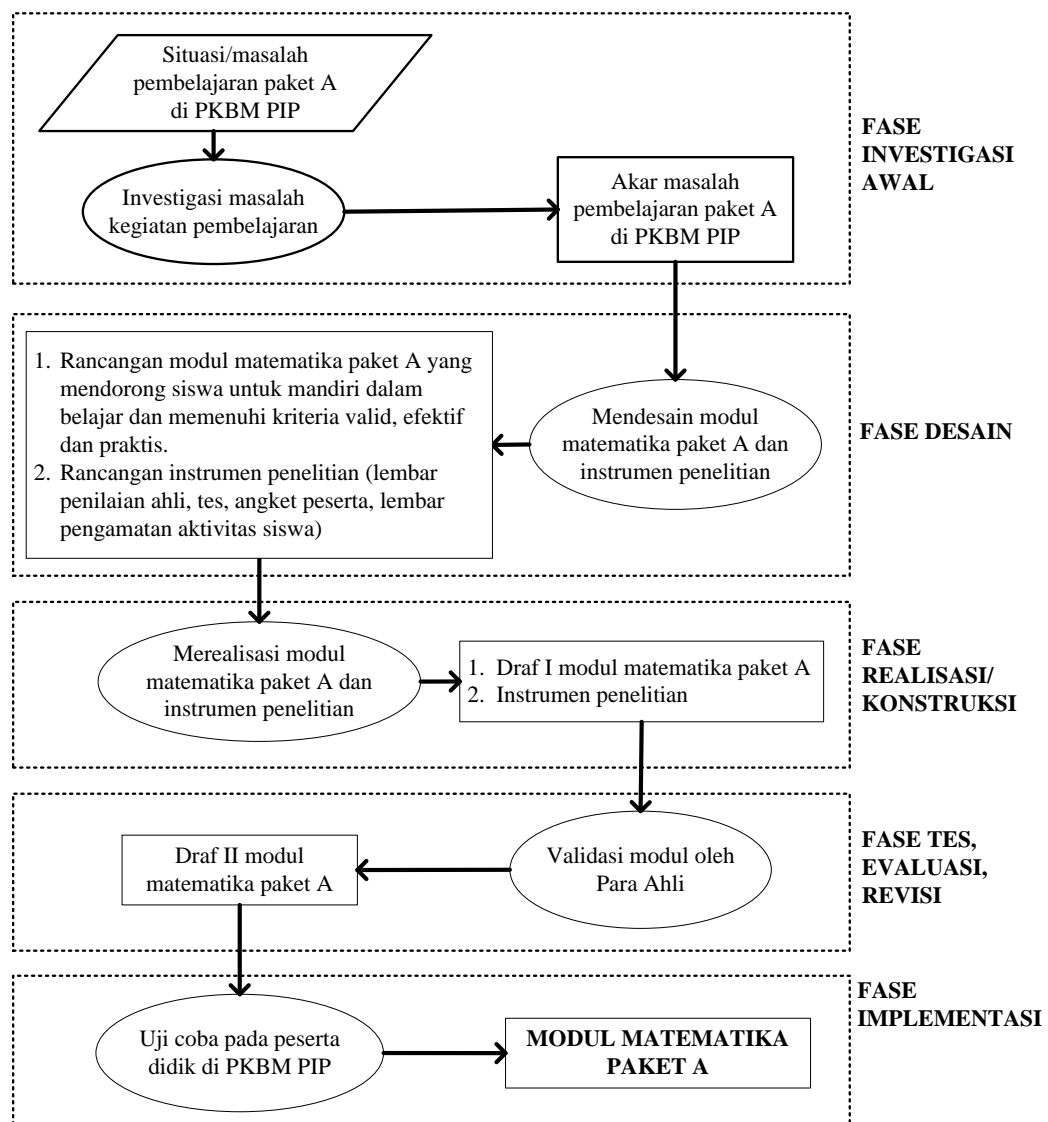 Situasi/masalah
pembelajaran paket A
di PKBM PIP
Investigasi masalah
kegiatan pembelajaran
Akar masalah
pembelajaran paket A
di PKBM PIP
FASE
INVESTIGASI
AWAL
1. Rancangan modul matematika paket A yang
mendorong siswa untuk mandiri dalam
belajar dan memenuhi kriteria valid, efektif
dan praktis.
2. Rancangan instrumen penelitian (lembar
penilaian ahli, tes, angket peserta, lembar
pengamatan aktivitas siswa)
Mendesain modul
matematika paket A dan
instrumen penelitian
FASE DESAIN
Merealisasi modul
matematika paket A dan
instrumen penelitian
1. Draf I modul matematika paket A
2. Instrumen penelitian
FASE
REALISASI/
KONSTRUKSI
Draf II modul
matematika paket A
Validasi modul oleh
Para Ahli
FASE TES,
EVALUASI,
REVISI
Uji coba pada peserta
didik di PKBM PIP
MODUL MATEMATIKA
PAKET A
FASE
IMPLEMENTASI